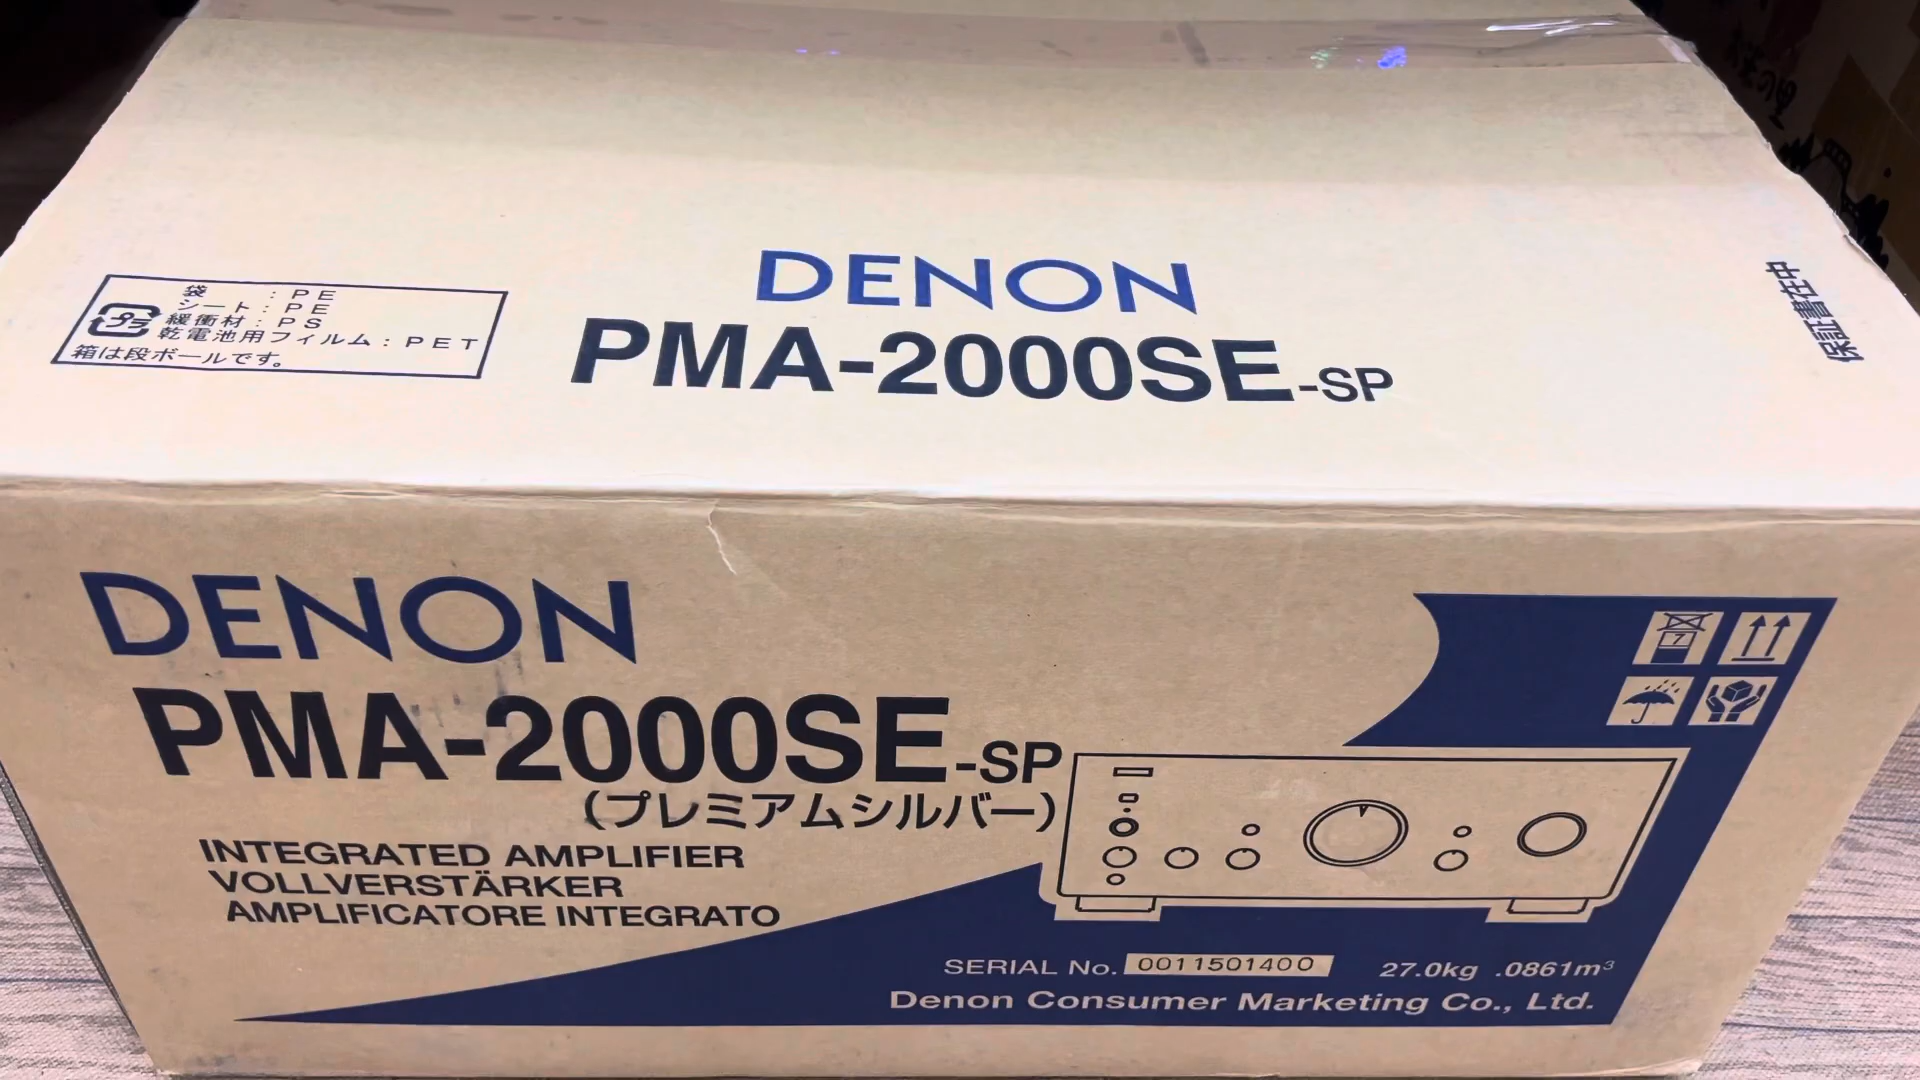 袋 : PE
シート : PE
緩衝材 : PS
乾電池用フィルム : PET
箱は段ボールです。
プラ
DENON
PMA-2000SE-SP
保証書在中
DENON
PMA-2000SE-SP
(プレミアムシルバー)
INTEGRATED AMPLIFIER
VOLLVERSTÄRKER
AMPLIFICATORE INTEGRATO
7
SERIAL No. 0011501400 27.0kg .0861m³
Denon Consumer Marketing Co., Ltd.